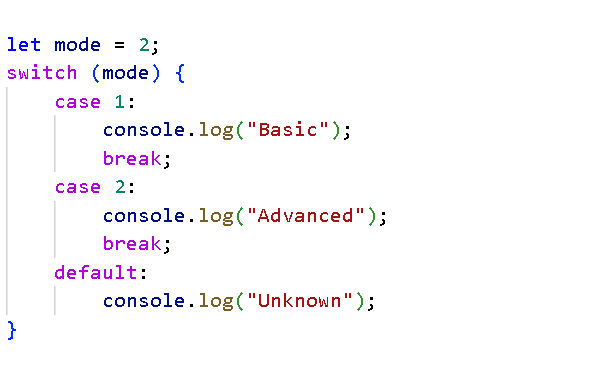 let mode = 2;
switch (mode) {
    case 1:
        console.log("Basic");
        break;
    case 2:
        console.log("Advanced");
        break;
    default:
        console.log("Unknown");
}